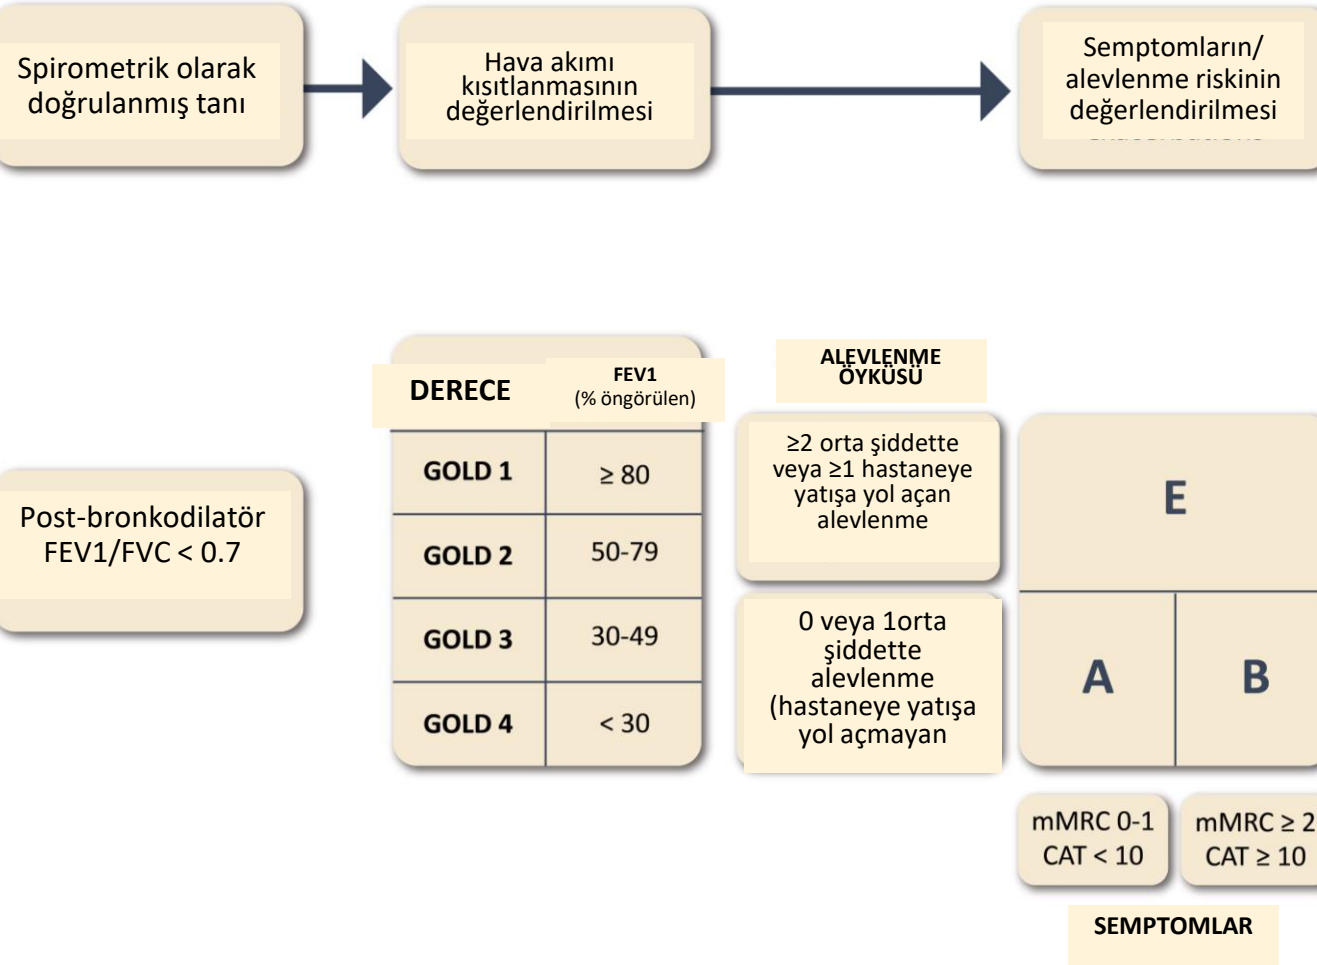 Spirometrik olarak
doğrulanmış tanı
Hava akımı
kısıtlanmasının
değerlendirilmesi
Semptomların/
alevlenme riskinin
değerlendirilmesi
Post-bronkodilatör
FEV1/FVC < 0.7
DERECE
FEV1
(% öngörülen)
GOLD 1
≥ 80
GOLD 2
50-79
GOLD 3
30-49
GOLD 4
< 30
ALEVLENME
ÖYKÜSÜ
≥2 orta şiddette
veya ≥1 hastaneye
yatışa yol açan
alevlenme
0 veya 1orta
şiddette
alevlenme
(hastaneye yatışa
yol açmayan
E
A
B
mMRC 0-1
CAT < 10
mMRC ≥ 2
CAT ≥ 10
SEMPTOMLAR